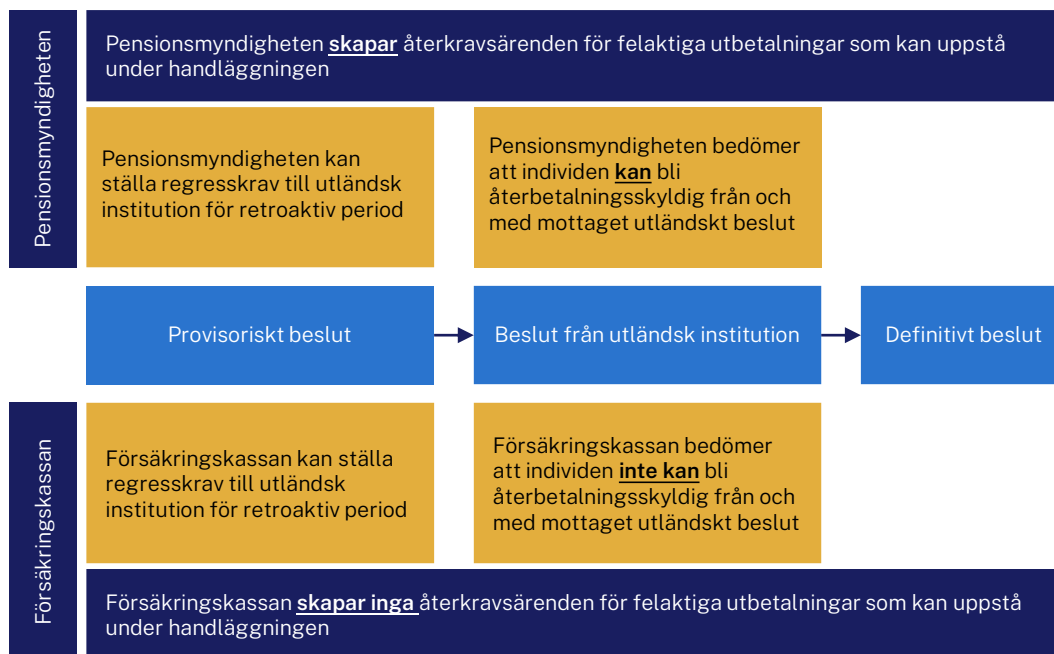 Pensionsmyndigheten
Pensionsmyndigheten skapar återkravsärenden för felaktiga utbetalningar som kan uppstå
under handläggningen
Pensionsmyndigheten kan
ställa regresskrav till utländsk
institution för retroaktiv period
Pensionsmyndigheten bedömer
att individen kan bli
återbetalningsskyldig från och
med mottaget utländskt beslut
Provisoriskt beslut
Beslut från utländsk institution
Definitivt beslut
Försäkringskassan
Försäkringskassan kan ställa
regresskrav till utländsk
institution för retroaktiv period
Försäkringskassan bedömer
att individen inte kan bli
återbetalningsskyldig från och
med mottaget utländskt beslut
Försäkringskassan skapar inga återkravsärenden för felaktiga utbetalningar som kan uppstå
under handläggningen